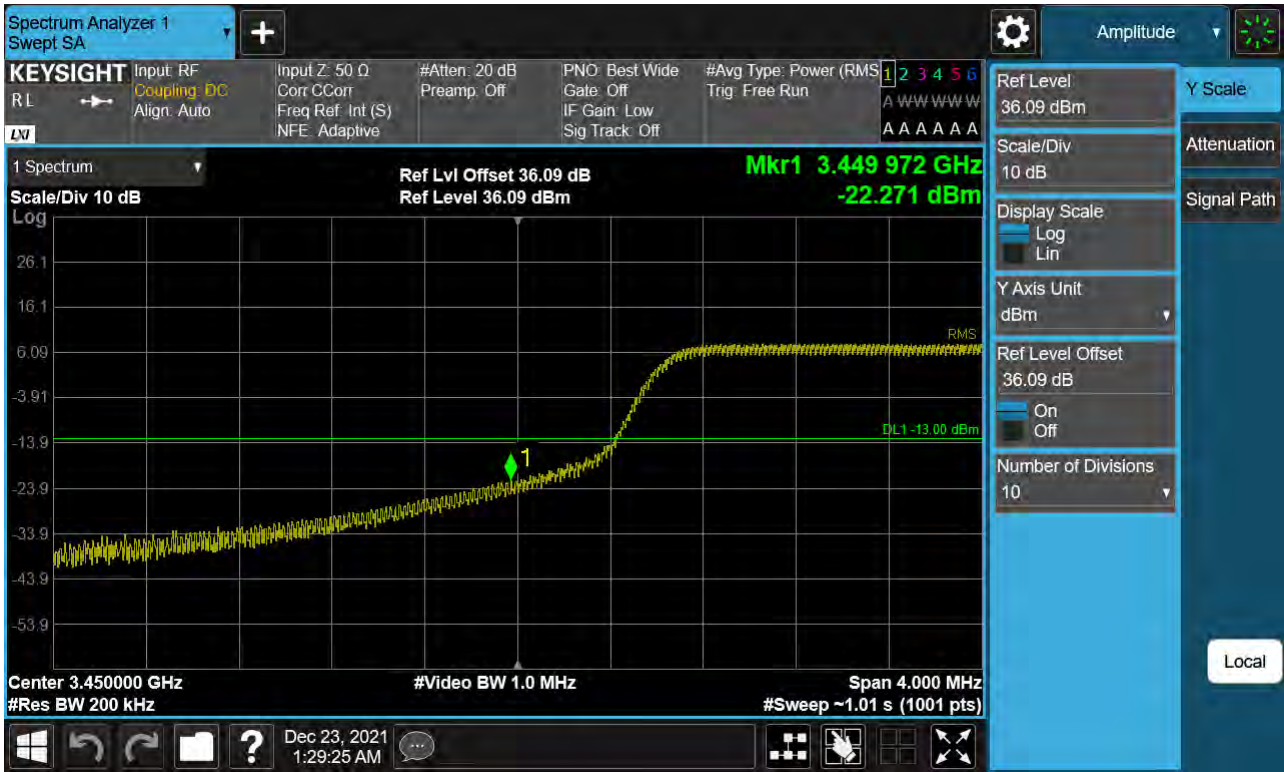 Spectrum Analyzer 1
Swept SA
Amplitude
KEYSIGHT
RL
LXI
Input: RF
Coupling: DC
Align: Auto
Input Z: 50 Ω
Corr CCorr
Freq Ref: Int (S)
NFE: Adaptive
#Atten: 20 dB
Preamp: Off
PNO: Best Wide
Gate: Off
IF Gain: Low
Sig Track: Off
#Avg Type: Power (RMS
Trig: Free Run
1 2 3 4 5 6
A W W W W W
A A A A A A
1 Spectrum
Scale/Div 10 dB
Ref Lvl Offset 36.09 dB
Ref Level 36.09 dBm
Mkr1 3.449 972 GHz
-22.271 dBm
Log
26.1
16.1
6.09
-3.91
-13.9
-23.9
-33.9
-43.9
-53.9
RMS
DL1 -13.00 dBm
1
Center 3.450000 GHz
#Res BW 200 kHz
#Video BW 1.0 MHz
Span 4.000 MHz
#Sweep ~1.01 s (1001 pts)
Ref Level
36.09 dBm
Scale/Div
10 dB
Display Scale
Log
Lin
Y Axis Unit
dBm
Ref Level Offset
36.09 dB
On
Off
Number of Divisions
10
Y Scale
Attenuation
Signal Path
Local
?
Dec 23, 2021
1:29:25 AM